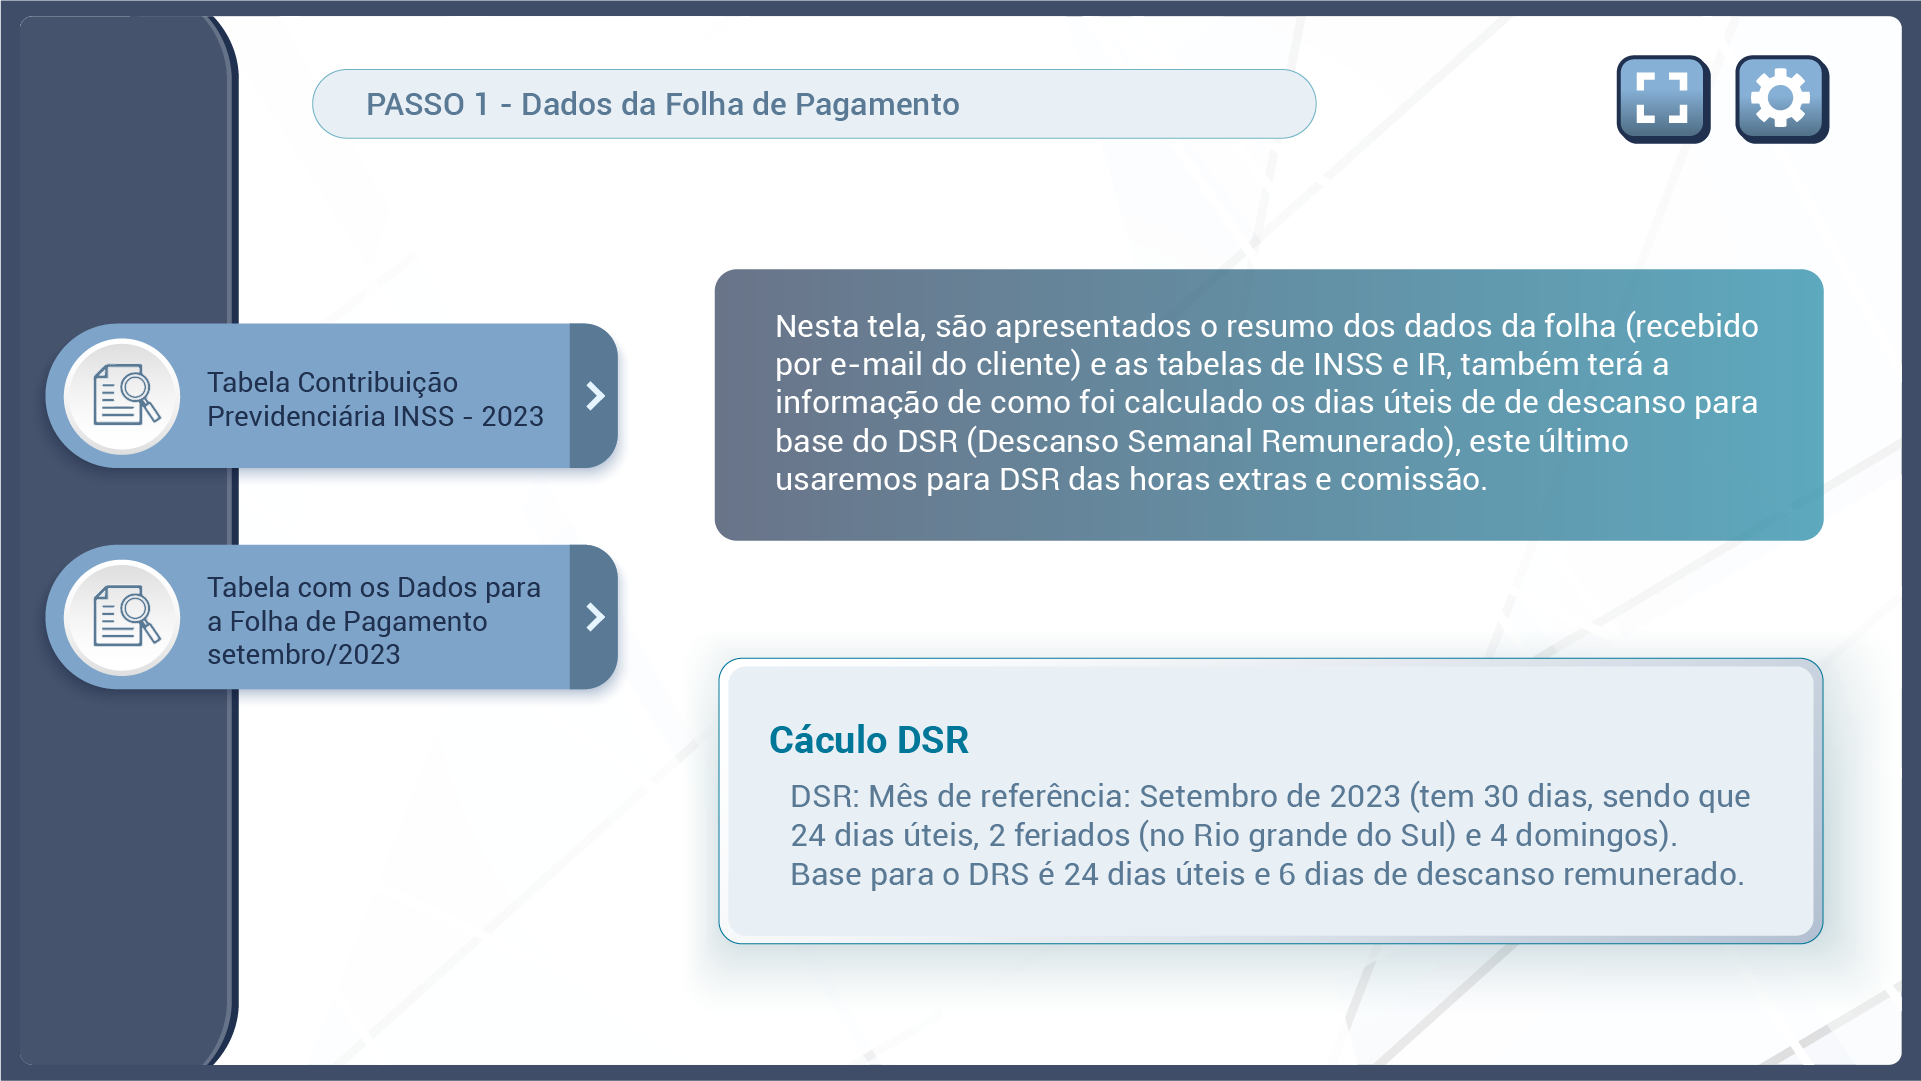 PASSO 1 - Dados da Folha de Pagamento
Tabela Contribuição
Previdenciária INSS - 2023
Tabela com os Dados para
a Folha de Pagamento
setembro/2023
Nesta tela, são apresentados o resumo dos dados da folha (recebido
por e-mail do cliente) e as tabelas de INSS e IR, também terá a
informação de como foi calculado os dias úteis de de descanso para
base do DSR (Descanso Semanal Remunerado), este último
usaremos para DSR das horas extras e comissão.
Cáculo DSR
DSR: Mês de referência: Setembro de 2023 (tem 30 dias, sendo que
24 dias úteis, 2 feriados (no Rio grande do Sul) e 4 domingos).
Base para o DRS é 24 dias úteis e 6 dias de descanso remunerado.